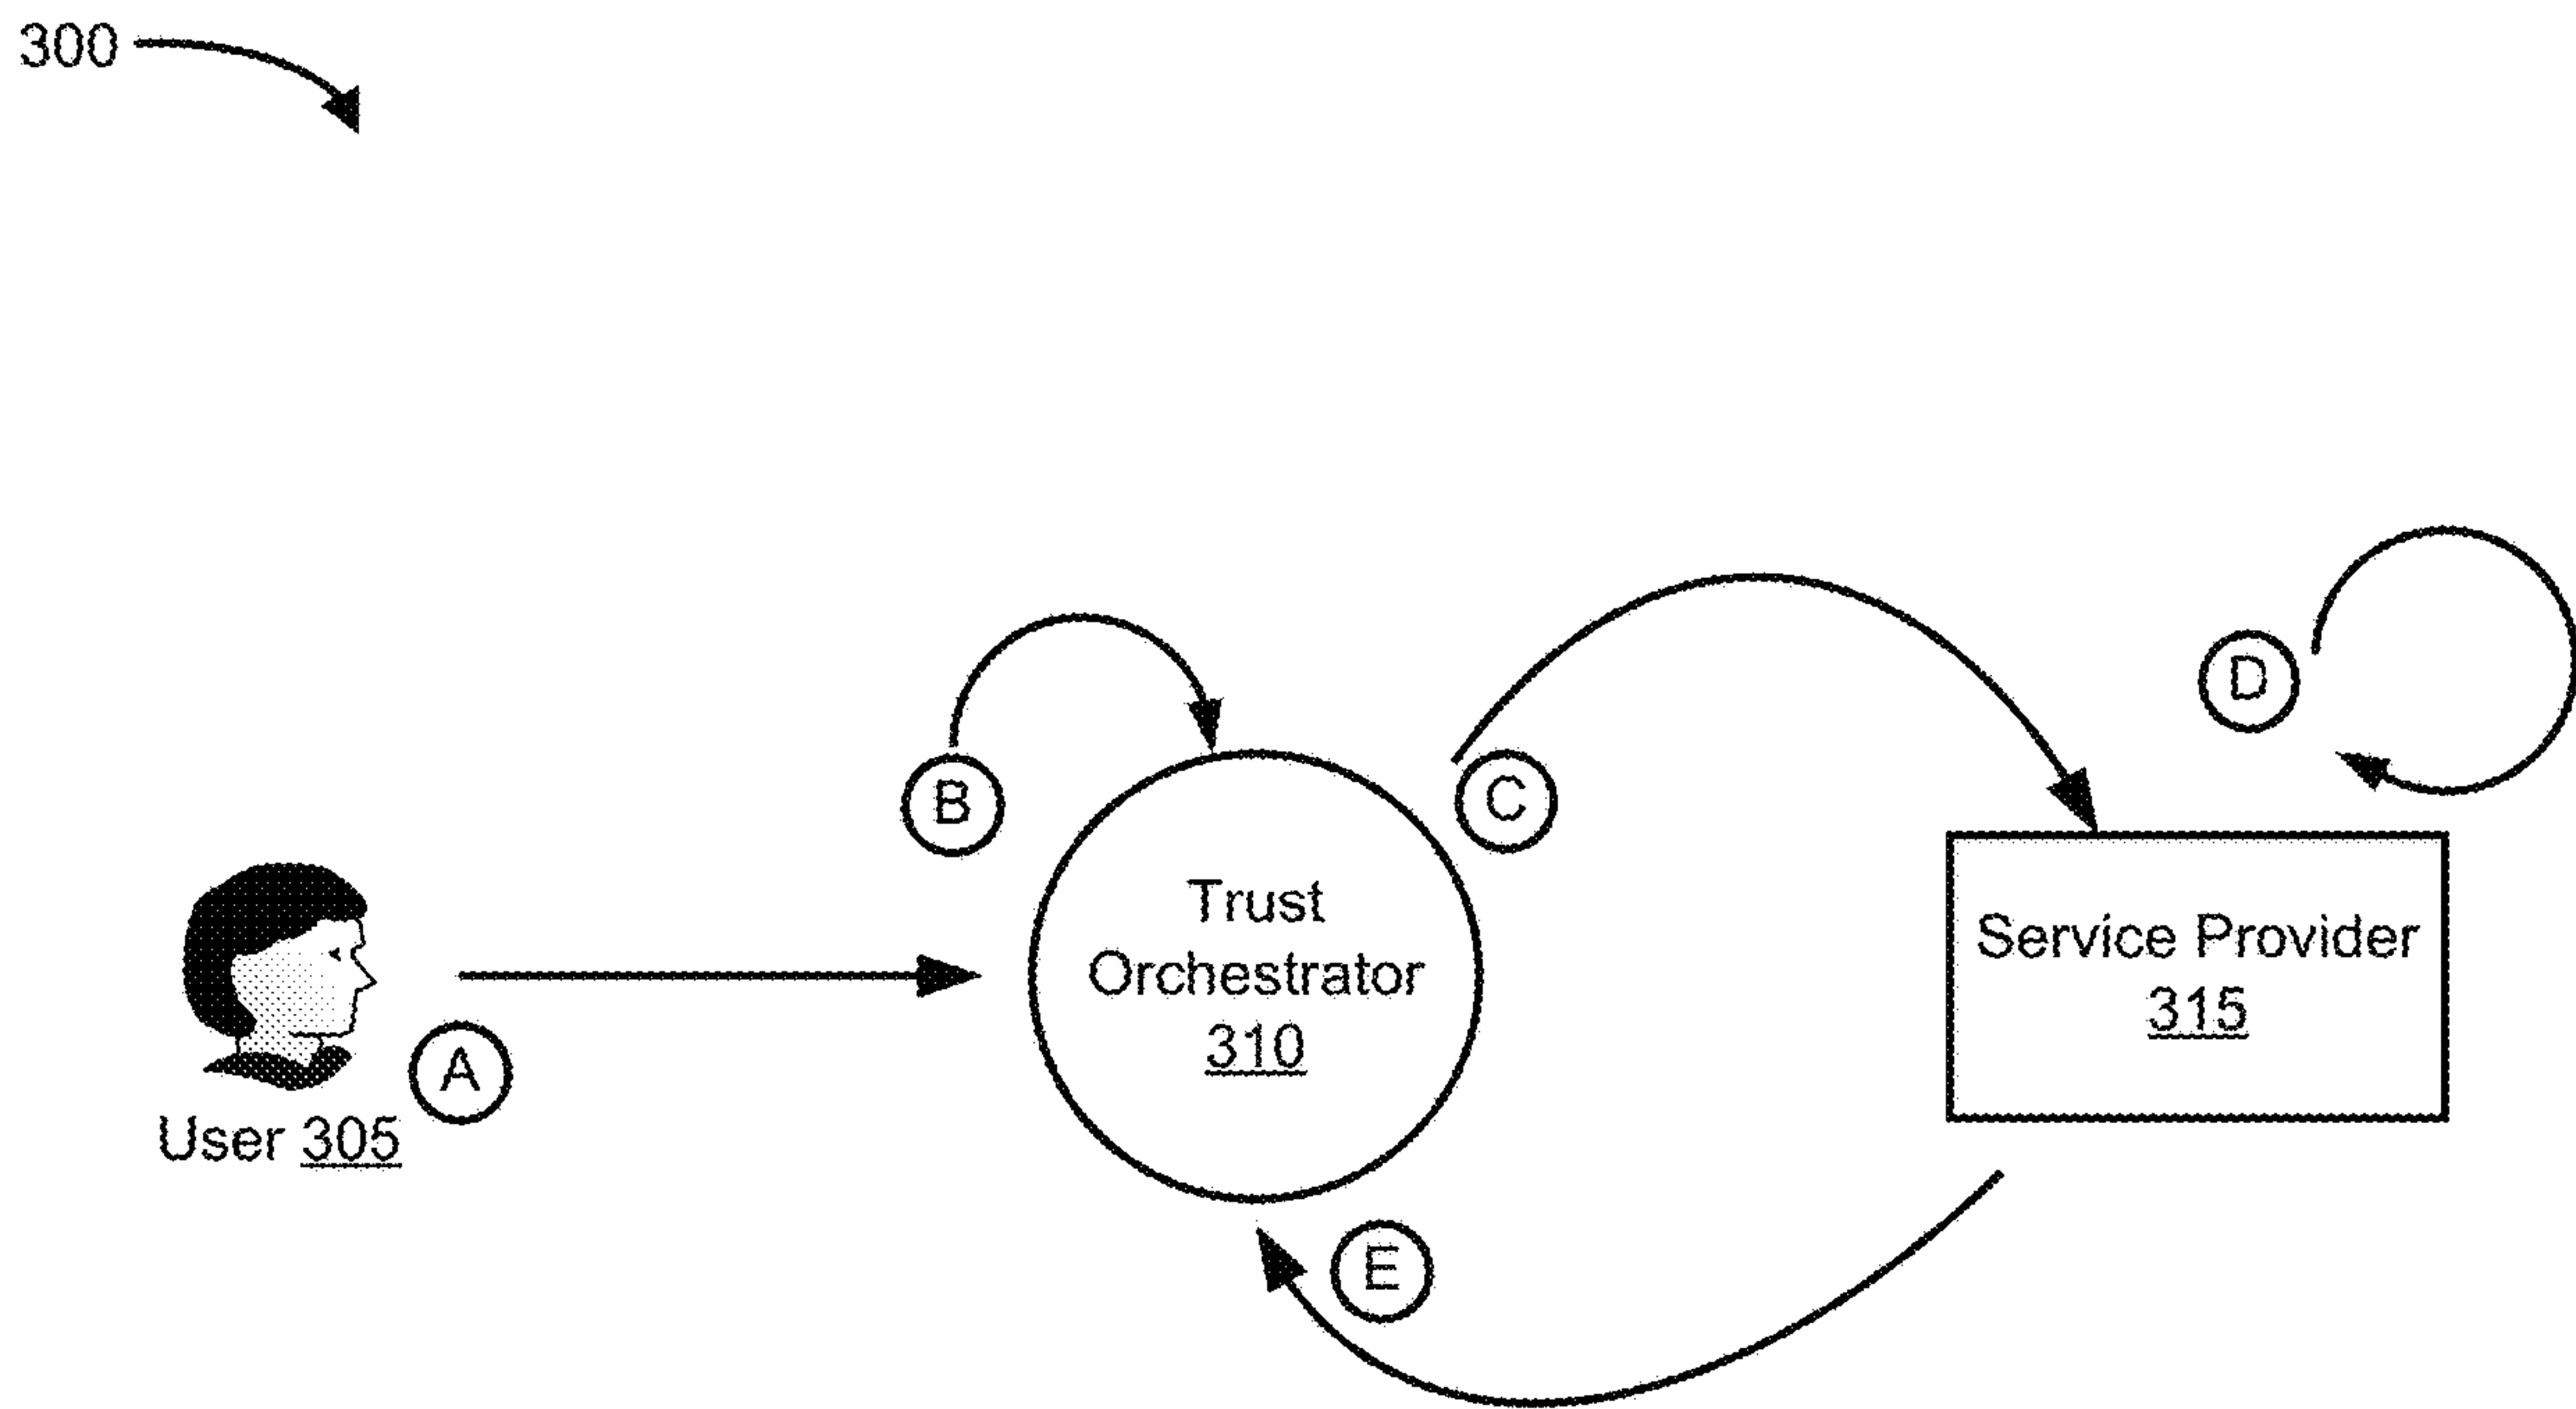 300
D
B
C
Trust
Orchestrator
310
Service Provider
315
A
User 305
E